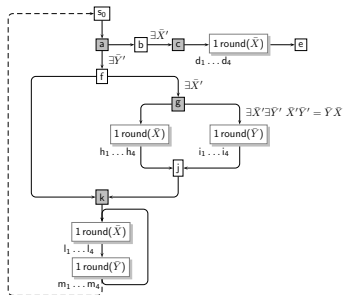 s₀
a
∃X̄′
b
c
1 round(X̄)
e
d₁ … d₄
∃Ȳ′
f
∃X̄′
g
∃X̄′∃Ȳ′ X̄′Ȳ′ = ȲX̄
1 round(X̄)
1 round(Ȳ)
h₁ … h₄
i₁ … i₄
j
k
1 round(X̄)
l₁ … l₄
1 round(Ȳ)
m₁ … m₄